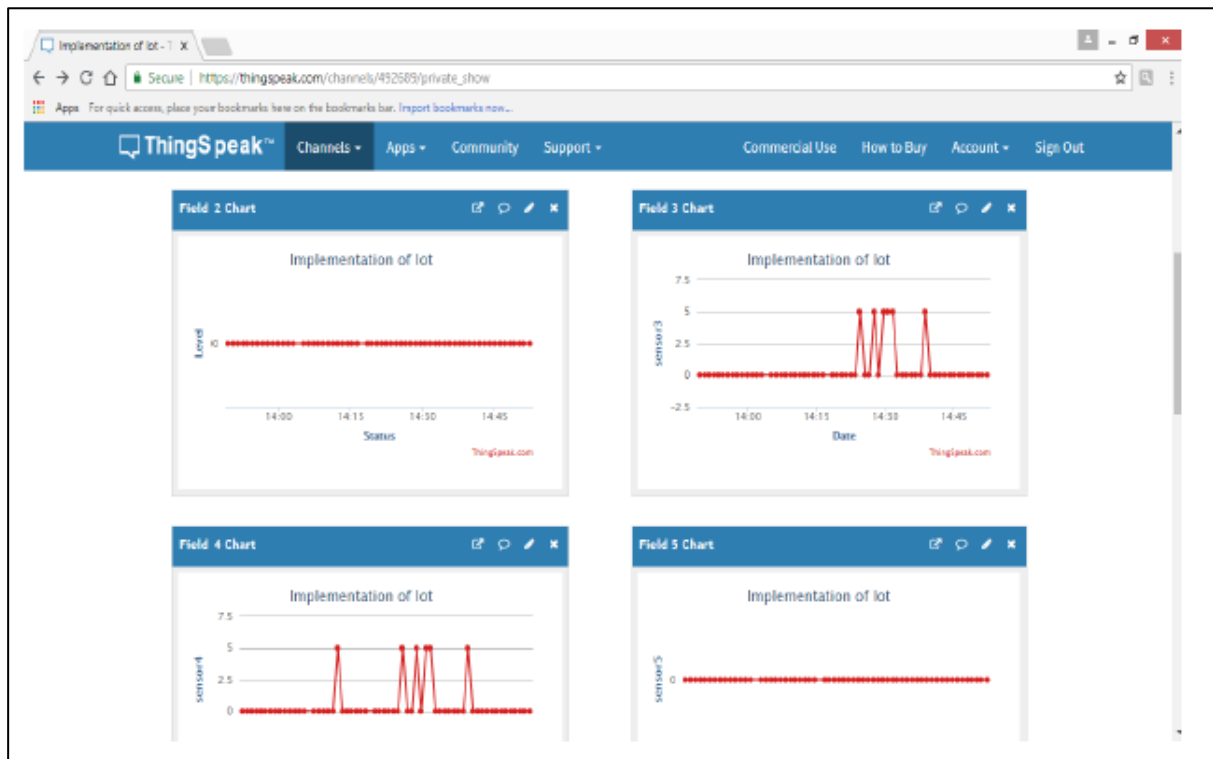 Implementation of Iot - T
Secure | https://thingspeak.com/channels/492689/private_show
Apps For quick access, place your bookmarks here on the bookmarks bar. Import bookmarks now...
ThingSpeak™ Channels Apps Community Support Commercial Use How to Buy Account Sign Out
Field 2 Chart
Implementation of Iot
Level
0
14:00 14:15 14:30 14:45
Status
ThingSpeak.com
Field 3 Chart
Implementation of Iot
sensor3
7.5
5
2.5
0
-2.5
14:00 14:15 14:30 14:45
Date
ThingSpeak.com
Field 4 Chart
Implementation of Iot
sensor4
7.5
5
2.5
0
Field 5 Chart
Implementation of Iot
sensor5
0